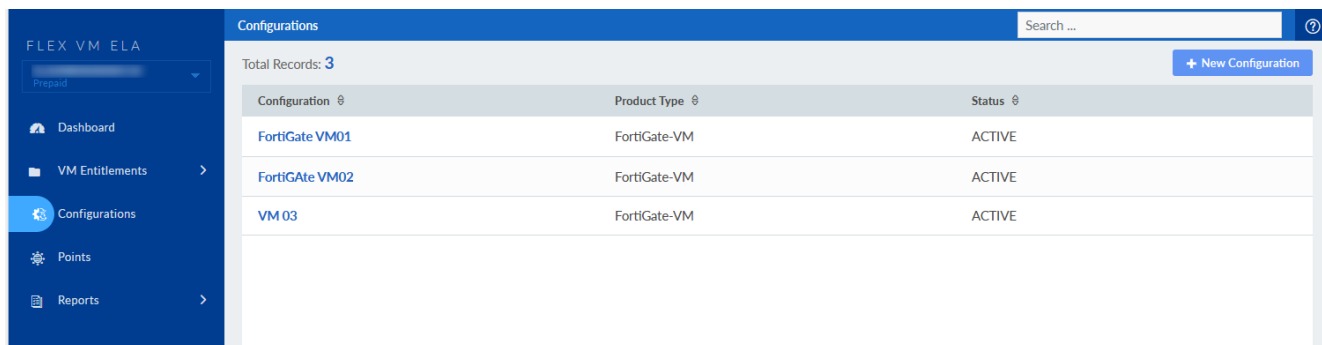 Configurations
Search ...
FLEX VM ELA
Prepaid
Total Records: 3
+ New Configuration
Configuration Product Type Status
Dashboard
FortiGate VM01 FortiGate-VM ACTIVE
VM Entitlements
FortiGAte VM02 FortiGate-VM ACTIVE
Configurations
VM 03 FortiGate-VM ACTIVE
Points
Reports